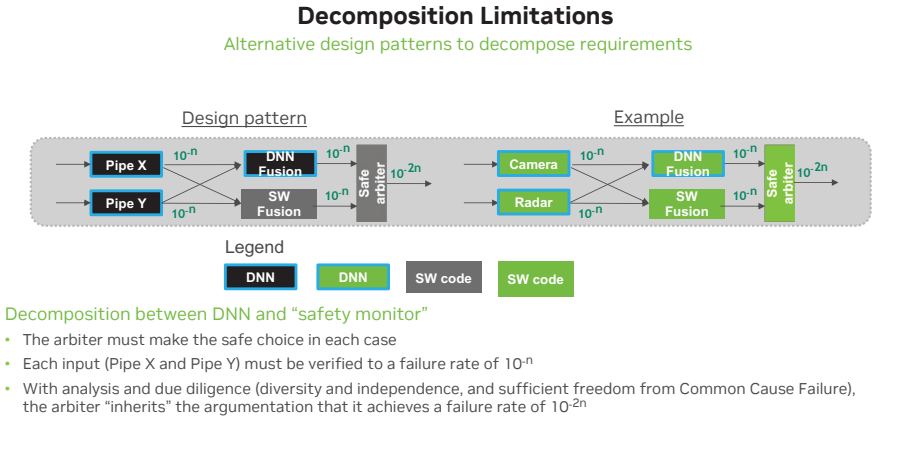 Decomposition Limitations
Alternative design patterns to decompose requirements
Design pattern
Example
Pipe X
10-n
DNN
Fusion
10-n
Safe
arbiter
10-2n
Pipe Y
10-n
SW
Fusion
10-n
Camera
10-n
DNN
Fusion
10-n
Safe
arbiter
10-2n
Radar
10-n
SW
Fusion
10-n
Legend
DNN
DNN
SW code
SW code
Decomposition between DNN and “safety monitor”
• The arbiter must make the safe choice in each case
• Each input (Pipe X and Pipe Y) must be verified to a failure rate of 10-n
• With analysis and due diligence (diversity and independence, and sufficient freedom from Common Cause Failure),
the arbiter “inherits” the argumentation that it achieves a failure rate of 10-2n